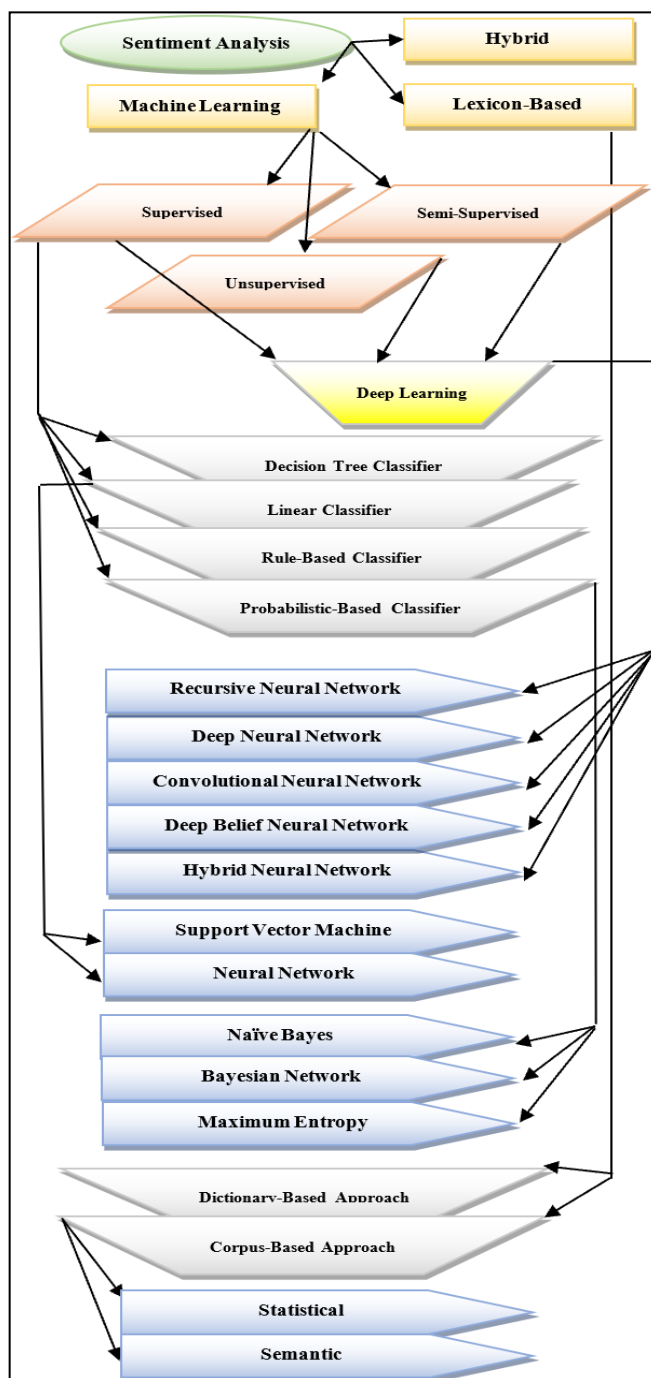 Sentiment Analysis
Hybrid
Machine Learning
Lexicon-Based
Supervised
Semi-Supervised
Unsupervised
Deep Learning
Decision Tree Classifier
Linear Classifier
Rule-Based Classifier
Probabilistic-Based Classifier
Recursive Neural Network
Deep Neural Network
Convolutional Neural Network
Deep Belief Neural Network
Hybrid Neural Network
Support Vector Machine
Neural Network
Naïve Bayes
Bayesian Network
Maximum Entropy
Dictionary-Based Approach
Corpus-Based Approach
Statistical
Semantic